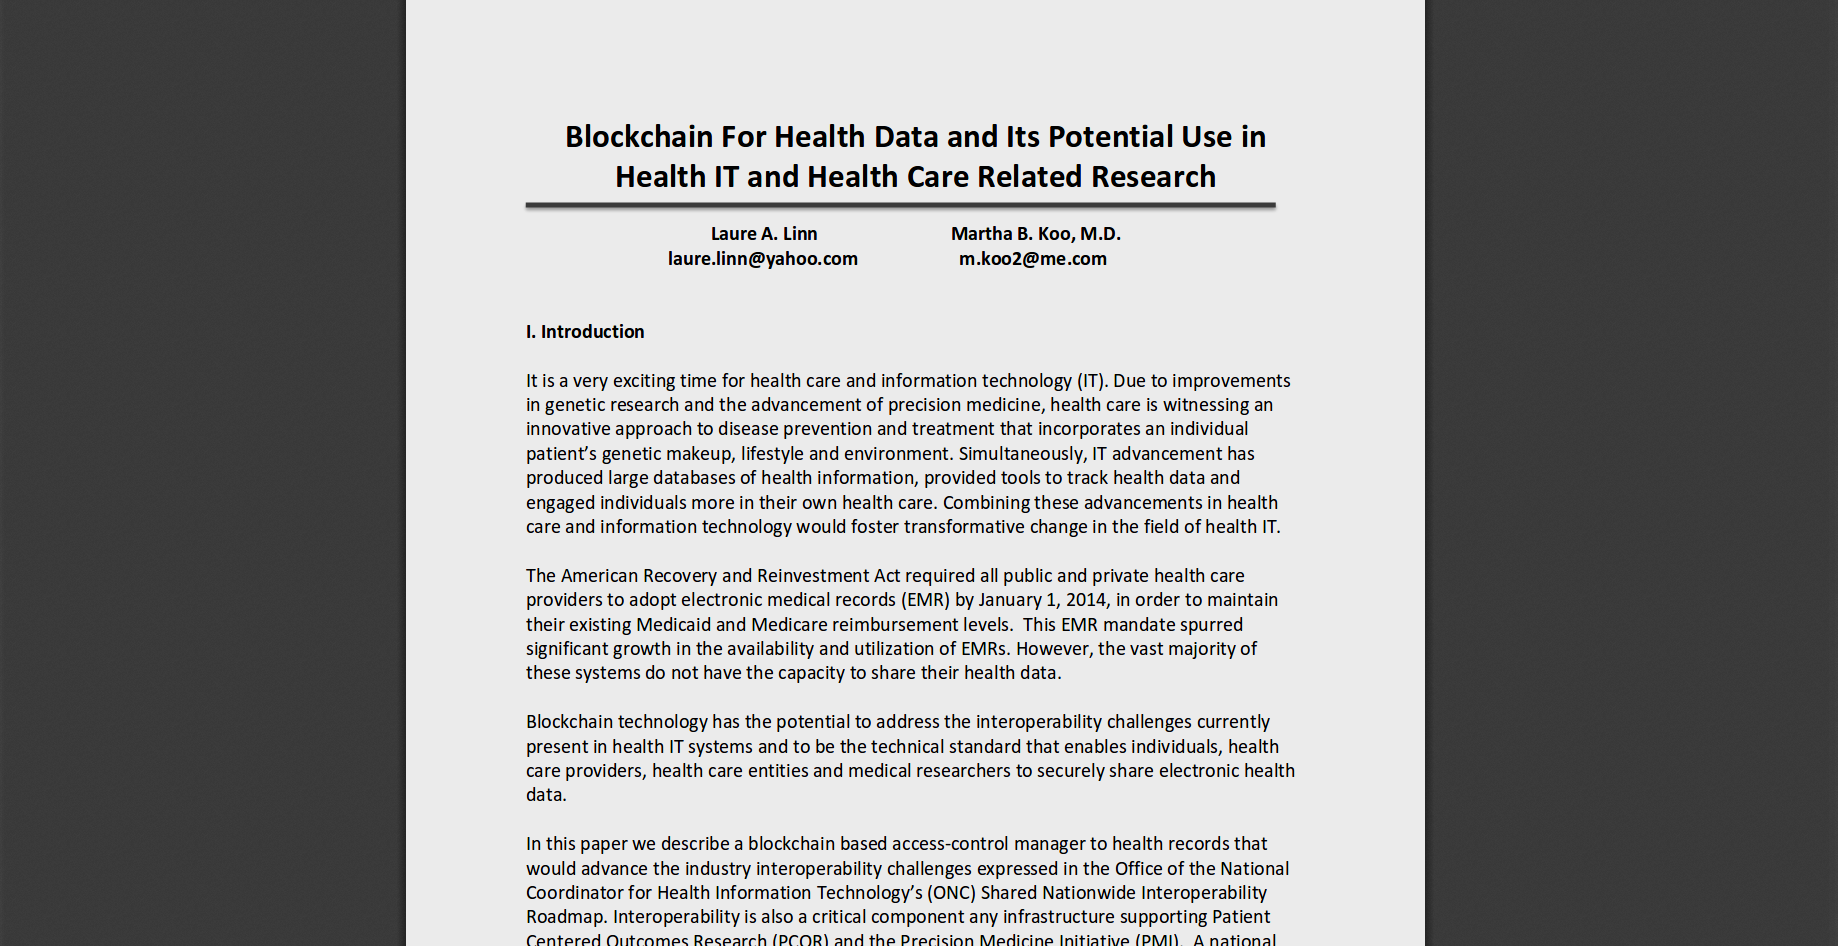 Blockchain For Health Data and Its Potential Use in
Health IT and Health Care Related Research
Laure A. Linn Martha B. Koo, M.D.
laure.linn@yahoo.com m.koo2@me.com
I. Introduction
It is a very exciting time for health care and information technology (IT). Due to improvements
in genetic research and the advancement of precision medicine, health care is witnessing an
innovative approach to disease prevention and treatment that incorporates an individual
patient’s genetic makeup, lifestyle and environment. Simultaneously, IT advancement has
produced large databases of health information, provided tools to track health data and
engaged individuals more in their own health care. Combining these advancements in health
care and information technology would foster transformative change in the field of health IT.
The American Recovery and Reinvestment Act required all public and private health care
providers to adopt electronic medical records (EMR) by January 1, 2014, in order to maintain
their existing Medicaid and Medicare reimbursement levels.  This EMR mandate spurred
significant growth in the availability and utilization of EMRs. However, the vast majority of
these systems do not have the capacity to share their health data.
Blockchain technology has the potential to address the interoperability challenges currently
present in health IT systems and to be the technical standard that enables individuals, health
care providers, health care entities and medical researchers to securely share electronic health
data.
In this paper we describe a blockchain based access-control manager to health records that
would advance the industry interoperability challenges expressed in the Office of the National
Coordinator for Health Information Technology’s (ONC) Shared Nationwide Interoperability
Roadmap. Interoperability is also a critical component any infrastructure supporting Patient
Centered Outcomes Research (PCOR) and the Precision Medicine Initiative (PMI).  A national